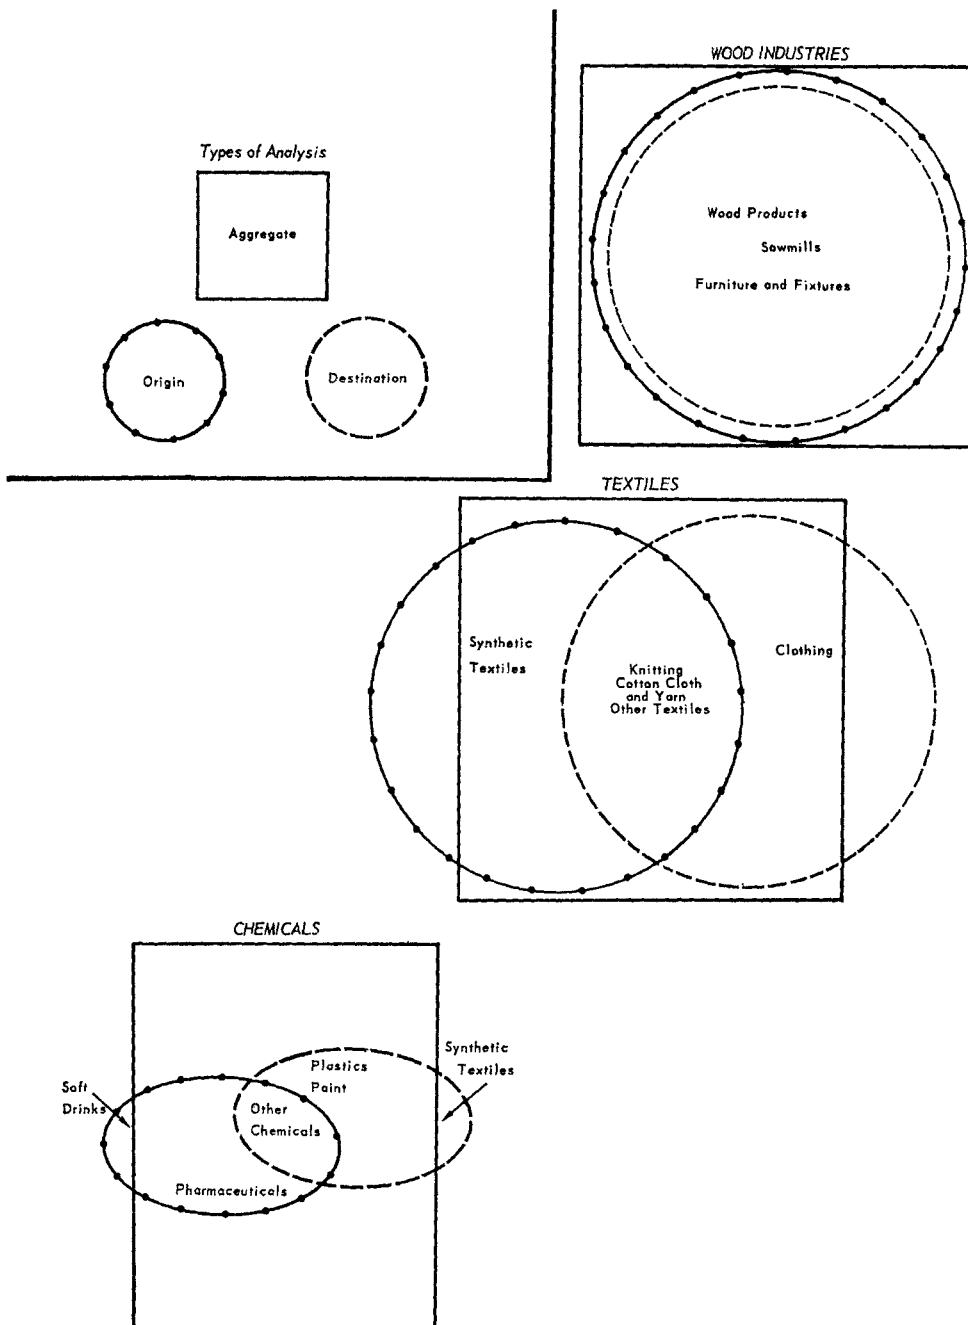 WOOD INDUSTRIES
Types of Analysis
Aggregate
Origin
Destination
Wood Products
Sawmills
Furniture and Fixtures
TEXTILES
Synthetic
Textiles
Knitting
Cotton Cloth
and Yarn
Other Textiles
Clothing
CHEMICALS
Soft
Drinks
Plastics
Paint
Other
Chemicals
Pharmaceuticals
Synthetic
Textiles